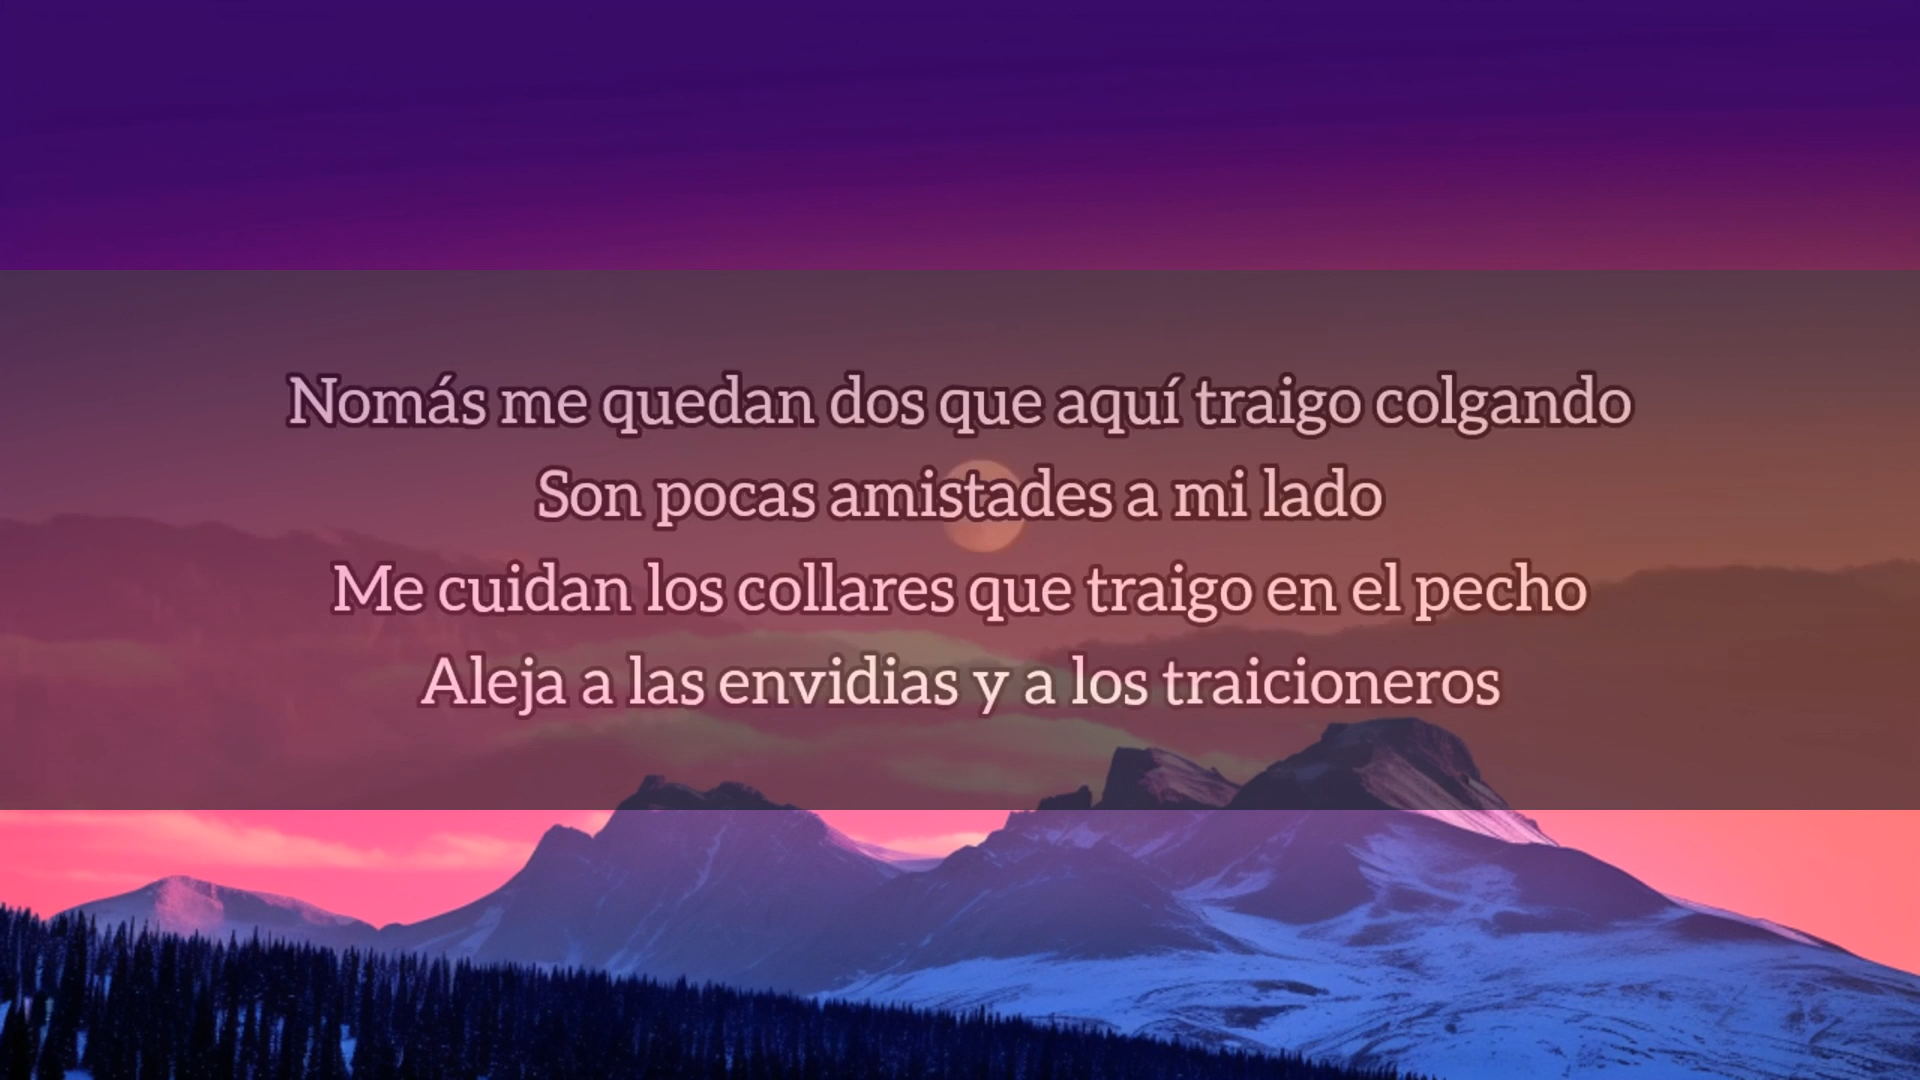 Nomás me quedan dos que aquí traigo colgando
Son pocas amistades a mi lado
Me cuidan los collares que traigo en el pecho
Aleja a las envidias y a los traicioneros